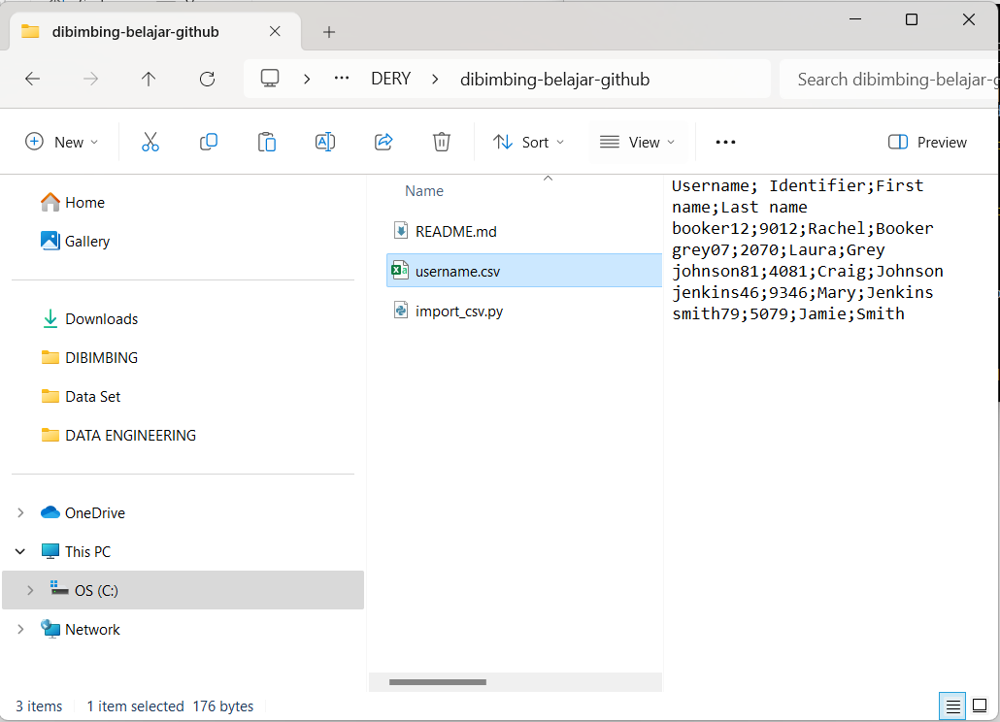 dibimbing-belajar-github
DERY
dibimbing-belajar-github
Search dibimbing-belajar-g
New
Sort
View
Preview
Home
Gallery
Downloads
DIBIMBING
Data Set
DATA ENGINEERING
OneDrive
This PC
OS (C:)
Network
Name
README.md
username.csv
import_csv.py
Username; Identifier;First
name;Last name
booker12;9012;Rachel;Booker
grey07;2070;Laura;Grey
johnson81;4081;Craig;Johnson
jenkins46;9346;Mary;Jenkins
smith79;5079;Jamie;Smith
3 items
1 item selected 176 bytes